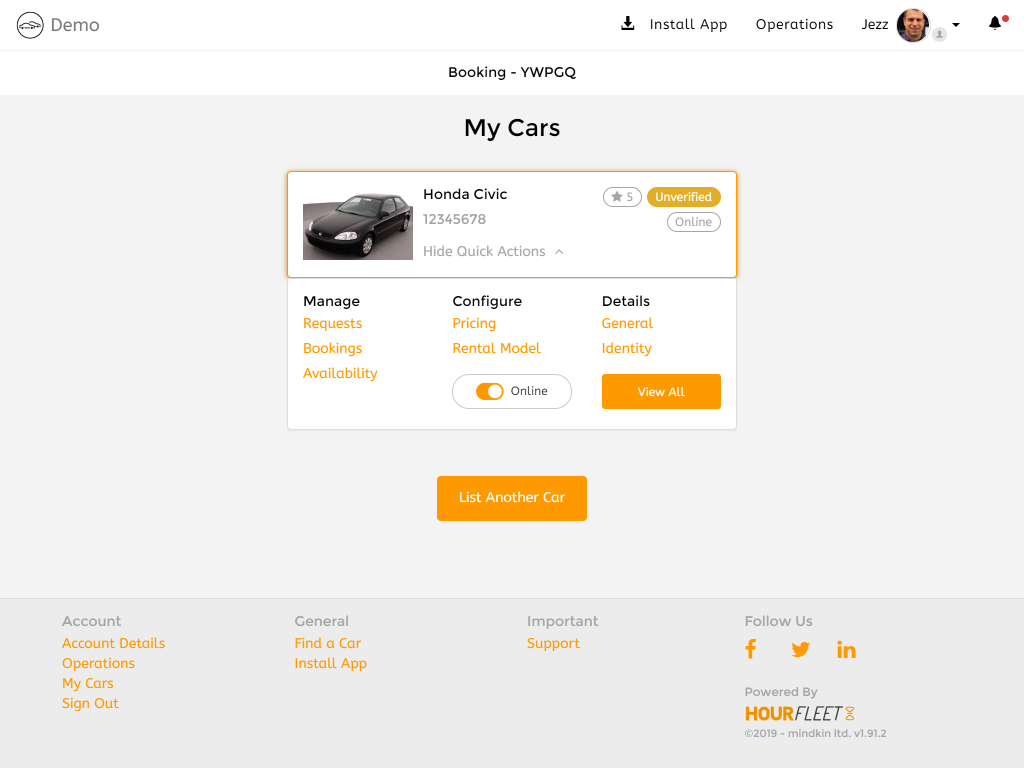 Demo
Install App
Operations
Jezz
Booking - YWPGQ
My Cars
Honda Civic
5
Unverified
12345678
Online
Hide Quick Actions
Manage
Requests
Bookings
Availability
Configure
Pricing
Rental Model
Online
Details
General
Identity
View All
List Another Car
Account
Account Details
Operations
My Cars
Sign Out
General
Find a Car
Install App
Important
Support
Follow Us
Powered By
HOURFLEET
©2019 - mindkin ltd. v1.91.2